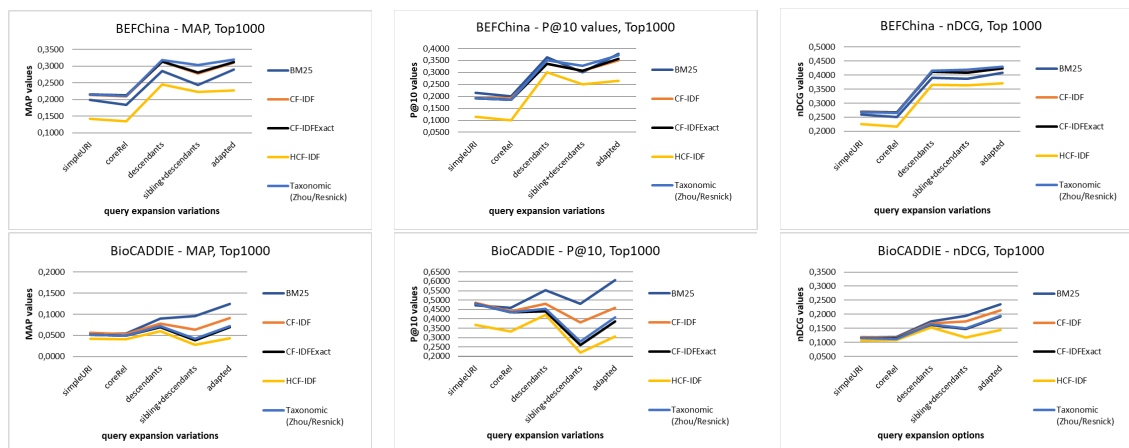 BEFChina - MAP, Top1000
0,3500
0,3000
0,2500
0,2000
0,1500
0,1000
MAP values
simpleURI
coreRel
descendants
sibling+descendants
adapted
query expansion variations
BM25
CF-IDF
CF-IDFExact
HCF-IDF
Taxonomic
(Zhou/Resnick)
BEFChina - P@10 values, Top1000
0,4000
0,3500
0,3000
0,2500
0,2000
0,1500
0,1000
0,0500
P@10 values
simpleURI
coreRel
descendants
sibling+descendants
adapted
query expansion variations
BM25
CF-IDF
CF-IDFExact
HCF-IDF
Taxonomic
(Zhou/Resnick)
BEFChina - nDCG, Top 1000
0,5000
0,4500
0,4000
0,3500
0,3000
0,2500
0,2000
nDCG values
simpleURI
coreRel
descendants
sibling+descendants
adapted
query expansion variations
BM25
CF-IDF
CF-IDFExact
HCF-IDF
Taxonomic
(Zhou/Resnick)
BioCADDIE - MAP, Top1000
0,2000
0,1500
0,1000
0,0500
0,0000
MAP values
simpleURI
coreRel
descendants
sibling+descendants
adapted
query expansion variations
BM25
CF-IDF
CF-IDFExact
HCF-IDF
Taxonomic
(Zhou/Resnick)
BioCADDIE - P@10, Top1000
0,6500
0,6000
0,5500
0,5000
0,4500
0,4000
0,3500
0,3000
0,2500
0,2000
P@10 values
simpleURI
coreRel
descendants
sibling+descendants
adapted
query expansion variations
BM25
CF-IDF
CF-IDFExact
HCF-IDF
Taxonomic
(Zhou/Resnick)
BioCADDIE - nDCG, Top1000
0,3500
0,3000
0,2500
0,2000
0,1500
0,1000
0,0500
nDCG values
simpleURI
coreRel
descendants
sibling+descendants
adapted
query expansion options
BM25
CF-IDF
CF-IDFExact
HCF-IDF
Taxonomic
(Zhou/Resnick)